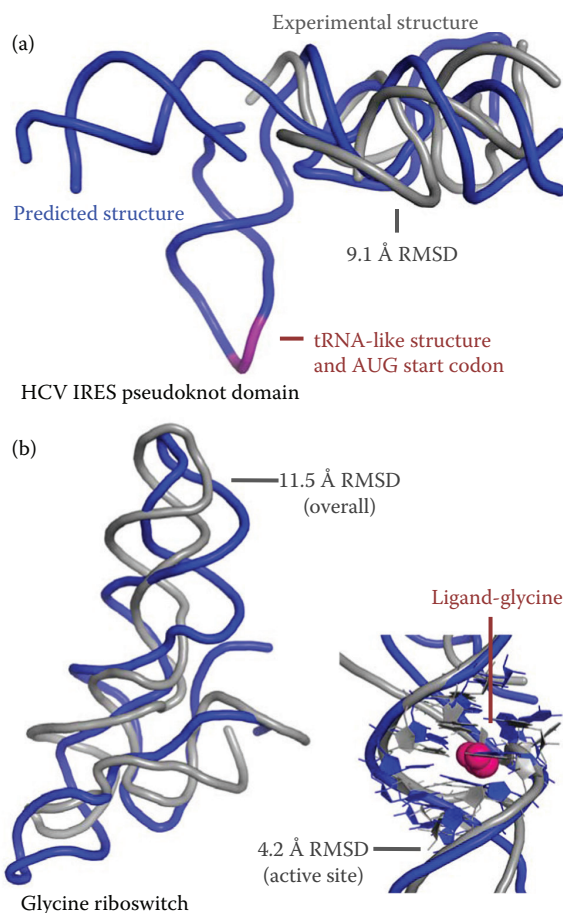 Experimental structure
(a)
Predicted structure
9.1 Å RMSD
tRNA-like structure
and AUG start codon
HCV IRES pseudoknot domain
(b)
11.5 Å RMSD
(overall)
Ligand-glycine
4.2 Å RMSD
(active site)
Glycine riboswitch